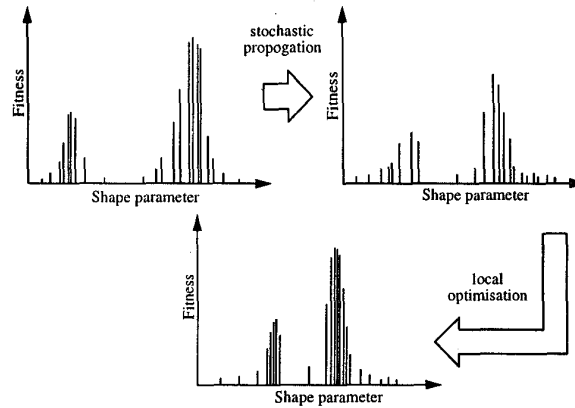 stochastic
propogation
Fitness
Shape parameter
Fitness
Shape parameter
local
optimisation
Fitness
Shape parameter